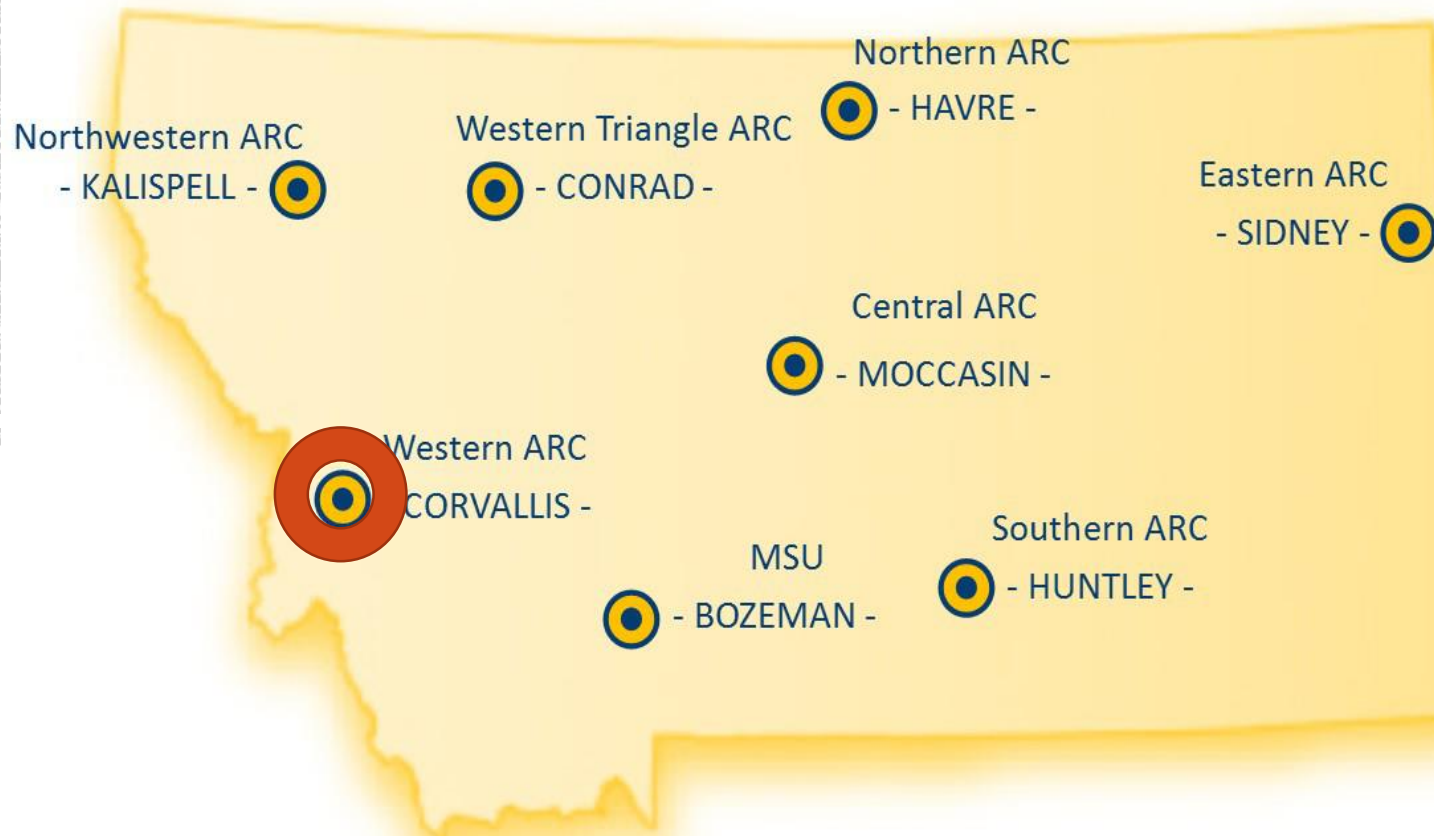 Northern ARC
- HAVRE -
Northwestern ARC
- KALISPELL -
Western Triangle ARC
- CONRAD -
Eastern ARC
- SIDNEY -
Central ARC
- MOCCASIN -
Western ARC
CORVALLIS -
Southern ARC
- HUNTLEY -
MSU
- BOZEMAN -